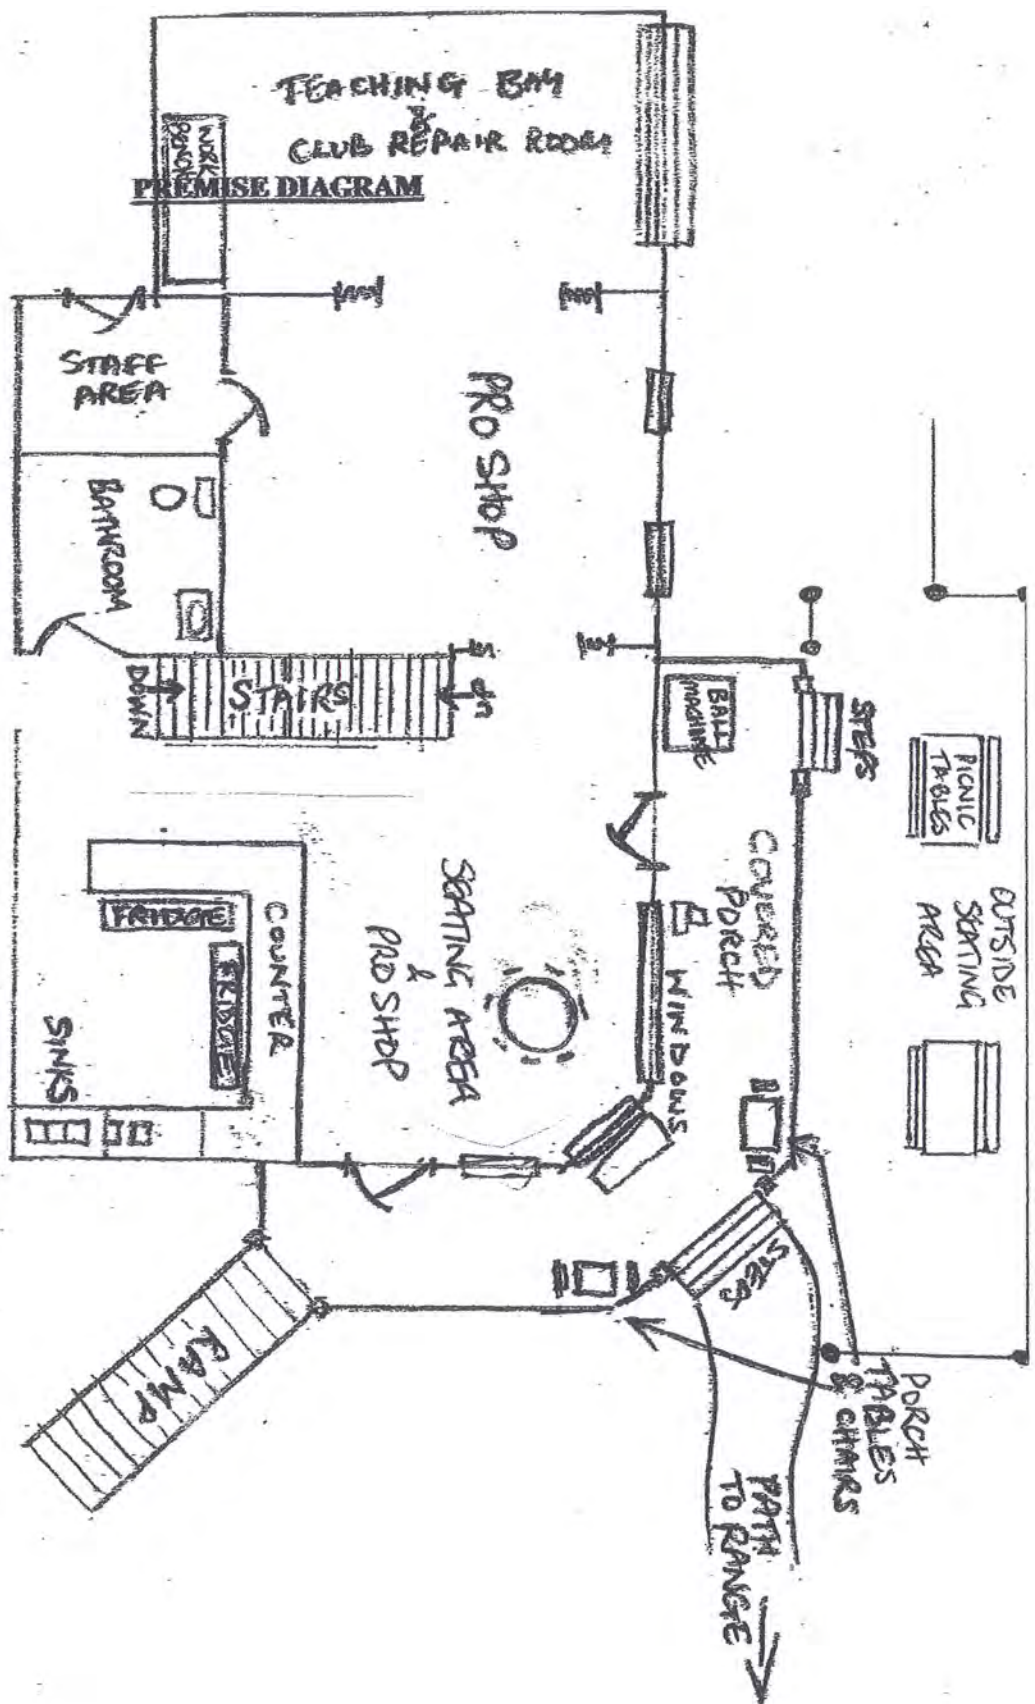 TEACHING BAY
&
CLUB REPAIR ROOM
WORK
BENCH
PREMISE DIAGRAM
STAFF
AREA
PRO SHOP
BATHROOM
DOWN
STAIRS
UP
BALL
MACHINE
STEPS
PICNIC
TABLES
COVERED
PORCH
OUTSIDE
SEATING
AREA
SEATING AREA
&
PRO SHOP
WINDOWS
FRIDGE
FRIDGE
COUNTER
SINKS
STEPS
RAMP
PORCH
TABLES
& CHAIRS
PATH
TO RANGE